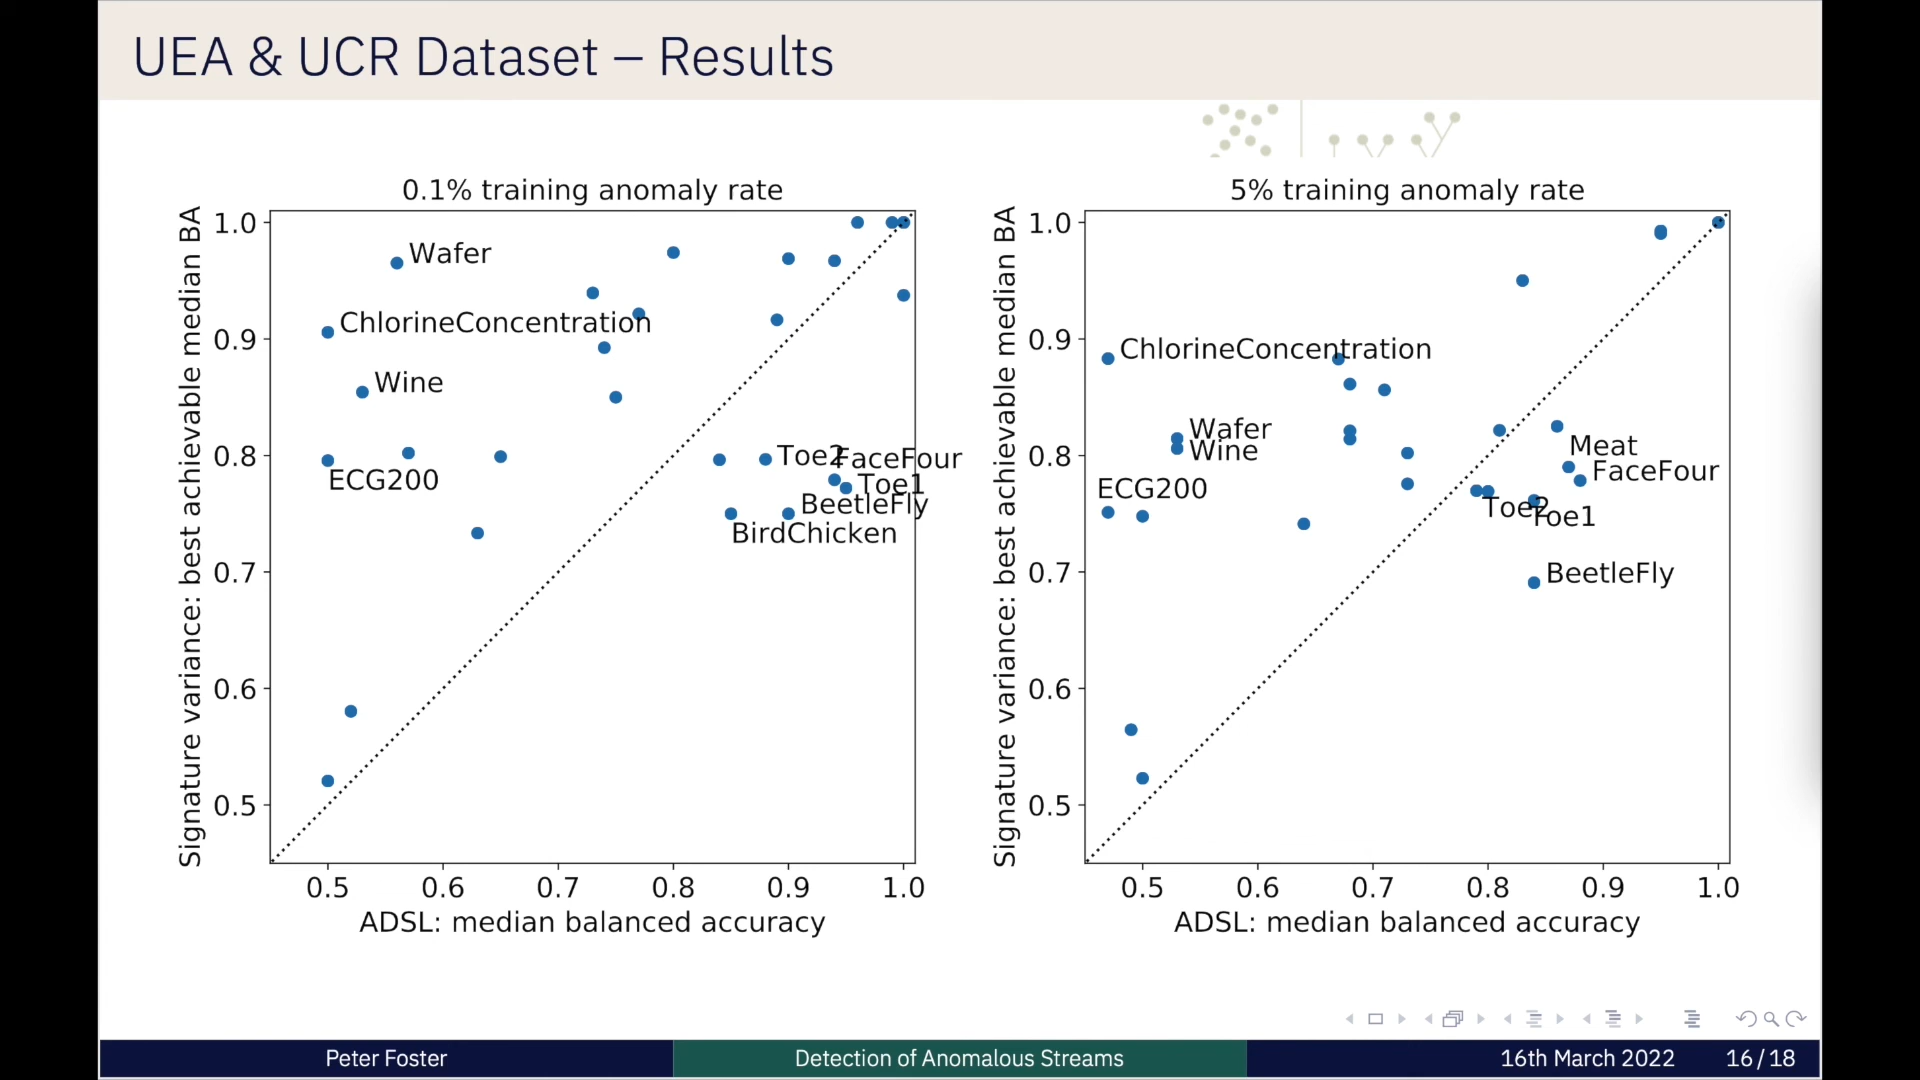 UEA & UCR Dataset – Results
0.1% training anomaly rate
Signature variance: best achievable median BA
1.0
0.9
0.8
0.7
0.6
0.5
Wafer
ChlorineConcentration
Wine
ECG200
Toe2
FaceFour
Toe1
BeetleFly
BirdChicken
0.5 0.6 0.7 0.8 0.9 1.0
ADSL: median balanced accuracy
5% training anomaly rate
Signature variance: best achievable median BA
1.0
0.9
0.8
0.7
0.6
0.5
ChlorineConcentration
Wafer
Wine
Meat
FaceFour
ECG200
Toe2
Toe1
BeetleFly
0.5 0.6 0.7 0.8 0.9 1.0
ADSL: median balanced accuracy
Peter Foster
Detection of Anomalous Streams
16th March 2022
16/18